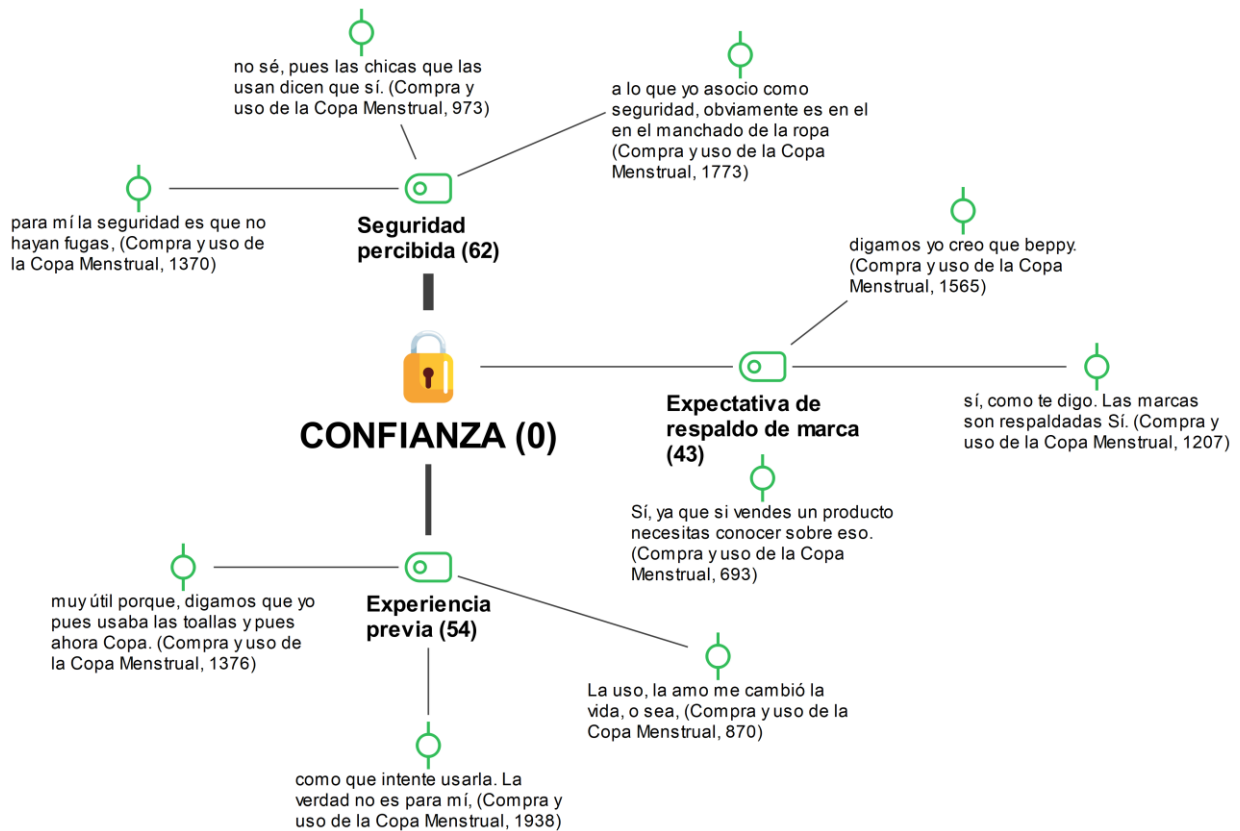 no sé, pues las chicas que las
usan dicen que sí. (Compra y
uso de la Copa Menstrual, 973)
a lo que yo asocio como
seguridad, obviamente es en el
en el manchado de la ropa
(Compra y uso de la Copa
Menstrual, 1773)
para mí la seguridad es que no
hayan fugas, (Compra y uso de
la Copa Menstrual, 1370)
Seguridad
percibida (62)
digamos yo creo que beppy.
(Compra y uso de la Copa
Menstrual, 1565)
CONFIANZA (0)
Expectativa de
respaldo de marca
(43)
sí, como te digo. Las marcas
son respaldadas Sí. (Compra y
uso de la Copa Menstrual, 1207)
Sí, ya que si vendes un producto
necesitas conocer sobre eso.
(Compra y uso de la Copa
Menstrual, 693)
muy útil porque, digamos que yo
pues usaba las toallas y pues
ahora Copa. (Compra y uso de
la Copa Menstrual, 1376)
Experiencia
previa (54)
La uso, la amo me cambió la
vida, o sea, (Compra y uso de la
Copa Menstrual, 870)
como que intente usarla. La
verdad no es para mí, (Compra y
uso de la Copa Menstrual, 1938)